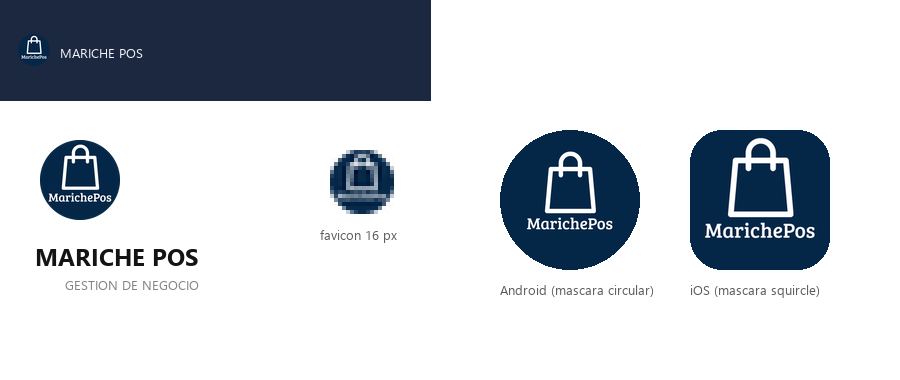 MarichePos
MARICHE POS
MarichePos
MARICHE POS
GESTION DE NEGOCIO
favicon 16 px
MarichePos
Android (mascara circular)
MarichePos
iOS (mascara squircle)